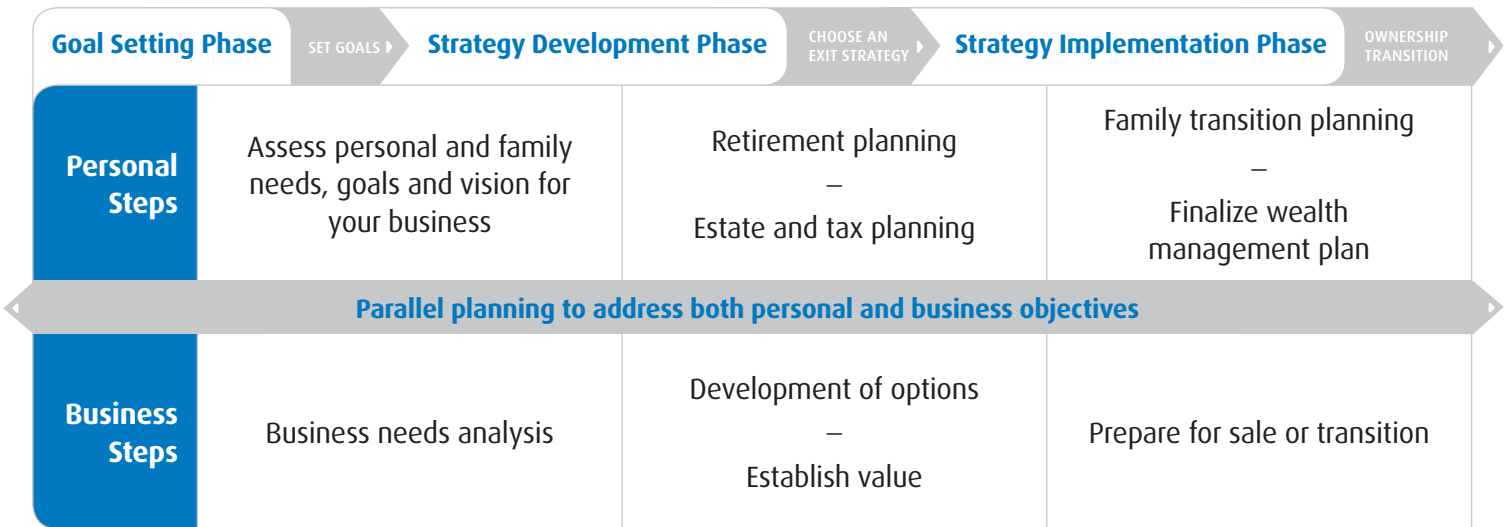 Goal Setting Phase
SET GOALS
Strategy Development Phase
CHOOSE AN
EXIT STRATEGY
Strategy Implementation Phase
OWNERSHIP
TRANSITION
Personal
Steps
Assess personal and family
needs, goals and vision for
your business
Retirement planning
–
Estate and tax planning
Family transition planning
–
Finalize wealth
management plan
Parallel planning to address both personal and business objectives
Business
Steps
Business needs analysis
Development of options
–
Establish value
Prepare for sale or transition